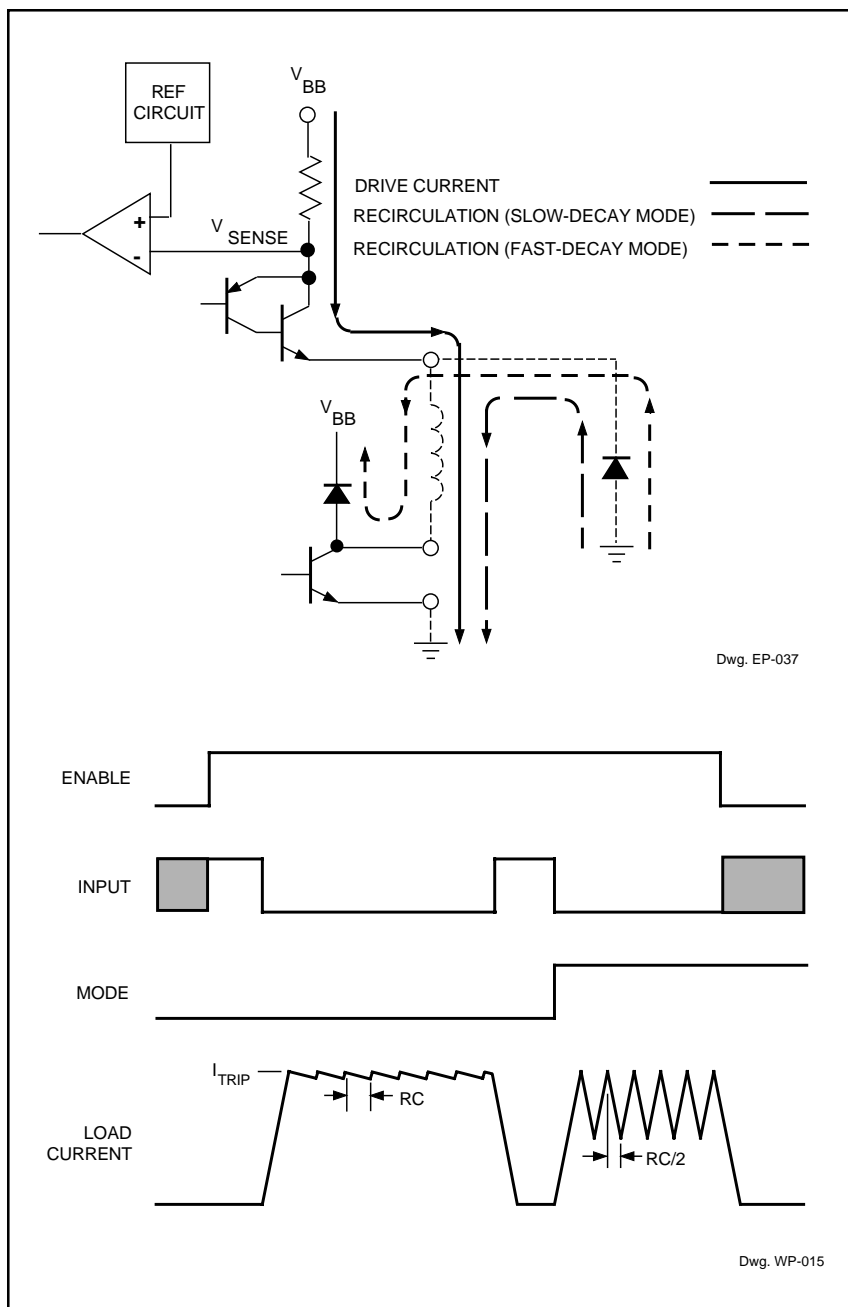 REF
CIRCUIT
V BB
+
-
V SENSE
DRIVE CURRENT
RECIRCULATION (SLOW-DECAY MODE)
RECIRCULATION (FAST-DECAY MODE)
V BB
Dwg. EP-037
ENABLE
INPUT
MODE
I TRIP
RC
LOAD
CURRENT
RC/2
Dwg. WP-015